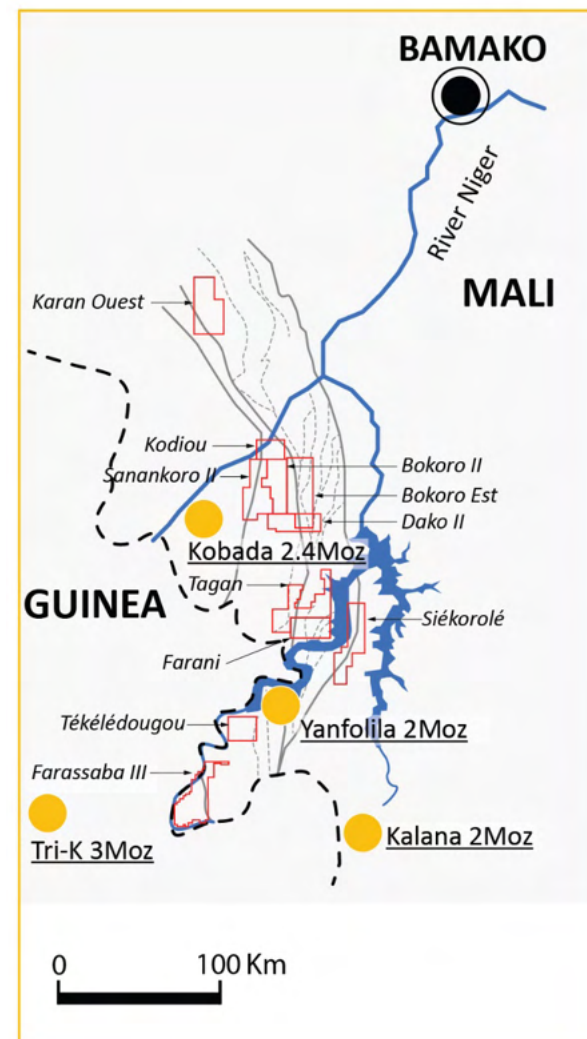 BAMAKO
River Niger
MALI
Karan Ouest
Kodiou
Sanankoro II
Bokoro II
Bokoro Est
Dako II
Kobada 2.4Moz
Tagan
GUINEA
Siékorolé
Farani
Tékélédougou
Yanfolila 2Moz
Farassaba III
Tri-K 3Moz
Kalana 2Moz
0 100 Km